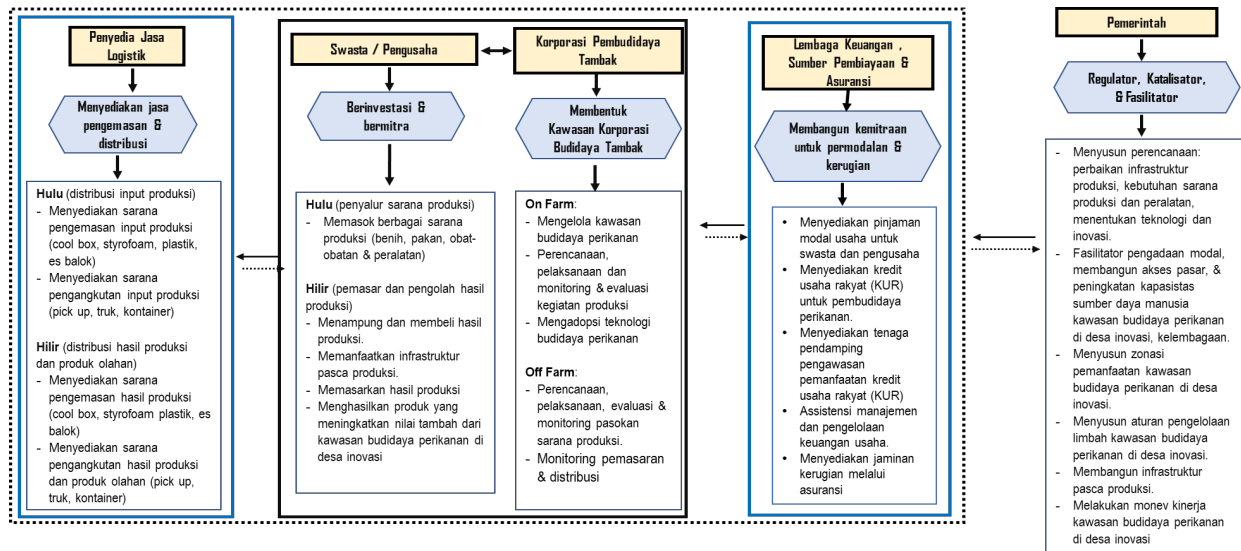 Penyedia Jasa
Logistik
Menyediakan jasa
pengemasan &
distribusi
Hulu (distribusi input produksi)
- Menyediakan sarana
pengemasan input produksi
(cool box, styrofoam, plastik,
es balok)
- Menyediakan sarana
pengangkutan input produksi
(pick up, truk, kontainer)
Hilir (distribusi hasil produksi
dan produk olahan)
- Menyediakan sarana
pengemasan hasil produksi
(cool box, styrofoam plastik, es
balok)
- Menyediakan sarana
pengangkutan hasil produksi
dan produk olahan (pick up,
truk, kontainer)
Swasta / Pengusaha
Berinvestasi &
bermitra
Hulu (penyalur sarana produksi)
- Memasok berbagai sarana
produksi (benih, pakan, obat-
obatan & peralatan)
Hilir (pemasar dan pengolah hasil
produksi)
- Menampung dan membeli hasil
produksi.
- Memanfaatkan infrastruktur
pasca produksi.
- Memasarkan hasil produksi
- Menghasilkan produk yang
meningkatkan nilai tambah dari
kawasan budidaya perikanan di
desa inovasi
Korporasi Pembudidaya
Tambak
Membentuk
Kawasan Korporasi
Budidaya Tambak
On Farm:
- Mengelola kawasan
budidaya perikanan
- Perencanaan,
pelaksanaan dan
monitoring & evaluasi
kegiatan produksi
- Mengadopsi teknologi
budidaya perikanan
Off Farm:
- Perencanaan,
pelaksanaan, evaluasi &
monitoring pasokan
sarana produksi.
- Monitoring pemasaran
& distribusi
Lembaga Keuangan ,
Sumber Pembiayaan &
Asuransi
Membangun kemitraan
untuk permodalan &
kerugian
• Menyediakan pinjaman
modal usaha untuk
swasta dan pengusaha
• Menyediakan kredit
usaha rakyat (KUR)
untuk pembudidaya
perikanan.
• Menyediakan tenaga
pendamping
pengawasan
pemanfaatan kredit
usaha rakyat (KUR)
• Assistensi manajemen
dan pengelolaan
keuangan usaha.
• Menyediakan jaminan
kerugian melalui
asuransi
Pemerintah
Regulator, Katalisator,
& Fasilitator
- Menyusun perencanaan:
perbaikan infrastruktur
produksi, kebutuhan sarana
produksi dan peralatan,
menentukan teknologi dan
inovasi.
- Fasilitator pengadaan modal,
membangun akses pasar, &
peningkatan kapasistas
sumber daya manusia
kawasan budidaya perikanan
di desa inovasi, kelembagaan.
- Menyusun zonasi
pemanfaatan kawasan
budidaya perikanan di desa
inovasi.
- Menyusun aturan pengelolaan
limbah kawasan budidaya
perikanan di desa inovasi.
- Membangun infrastruktur
pasca produksi.
- Melakukan monev kinerja
kawasan budidaya perikanan
di desa inovasi